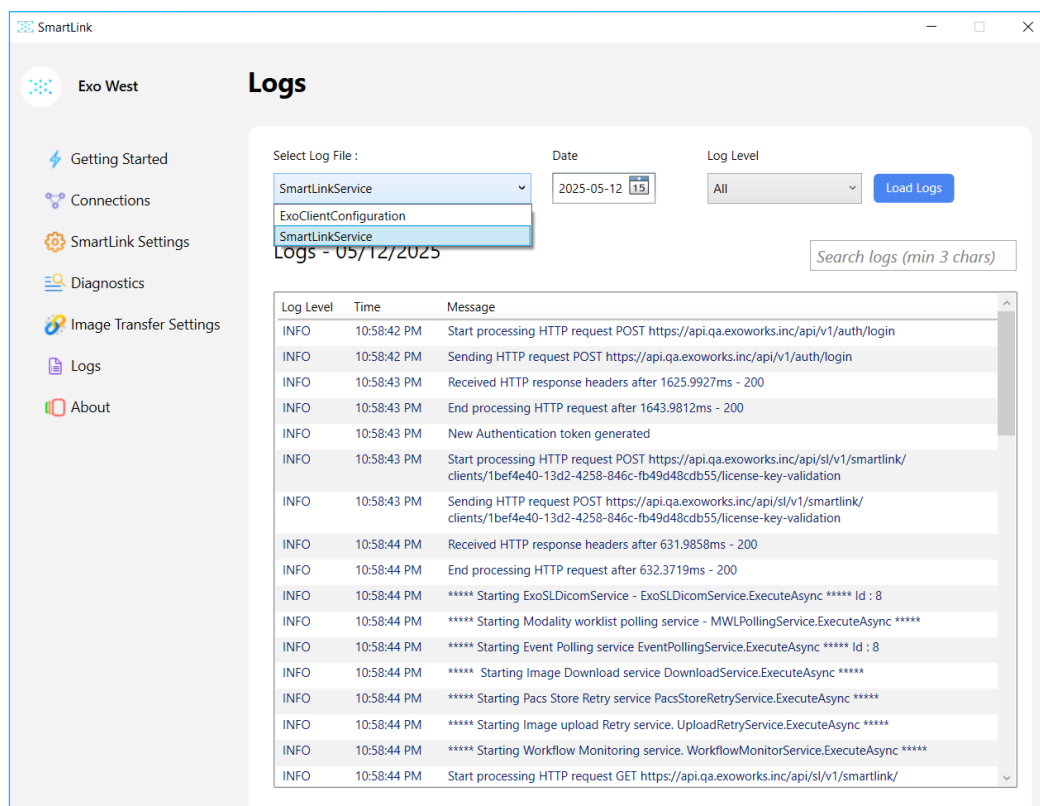 SmartLink
Exo West
Logs
Getting Started
Connections
SmartLink Settings
Diagnostics
Image Transfer Settings
Logs
About
Select Log File :
Date
Log Level
SmartLinkService
2025-05-12
15
All
Load Logs
ExoClientConfiguration
SmartLinkService
Logs - 05/12/2025
Search logs (min 3 chars)
Log Level Time Message
INFO 10:58:42 PM Start processing HTTP request POST https://api.qa.exoworks.inc/api/v1/auth/login
INFO 10:58:42 PM Sending HTTP request POST https://api.qa.exoworks.inc/api/v1/auth/login
INFO 10:58:43 PM Received HTTP response headers after 1625.9927ms - 200
INFO 10:58:43 PM End processing HTTP request after 1643.9812ms - 200
INFO 10:58:43 PM New Authentication token generated
INFO 10:58:43 PM Start processing HTTP request POST https://api.qa.exoworks.inc/api/sl/v1/smartlink/
clients/1bef4e40-13d2-4258-846c-fb49d48cdb55/license-key-validation
INFO 10:58:43 PM Sending HTTP request POST https://api.qa.exoworks.inc/api/sl/v1/smartlink/
clients/1bef4e40-13d2-4258-846c-fb49d48cdb55/license-key-validation
INFO 10:58:44 PM Received HTTP response headers after 631.9858ms - 200
INFO 10:58:44 PM End processing HTTP request after 632.3719ms - 200
INFO 10:58:44 PM ***** Starting ExoSLDicomService - ExoSLDicomService.ExecuteAsync ***** Id : 8
INFO 10:58:44 PM ***** Starting Modality worklist polling service - MWLPollingService.ExecuteAsync *****
INFO 10:58:44 PM ***** Starting Event Polling service EventPollingService.ExecuteAsync ***** Id : 8
INFO 10:58:44 PM ***** Starting Image Download service DownloadService.ExecuteAsync *****
INFO 10:58:44 PM ***** Starting Pacs Store Retry service PacsStoreRetryService.ExecuteAsync *****
INFO 10:58:44 PM ***** Starting Image upload Retry service. UploadRetryService.ExecuteAsync *****
INFO 10:58:44 PM ***** Starting Workflow Monitoring service. WorkflowMonitorService.ExecuteAsync *****
INFO 10:58:44 PM Start processing HTTP request GET https://api.qa.exoworks.inc/api/sl/v1/smartlink/